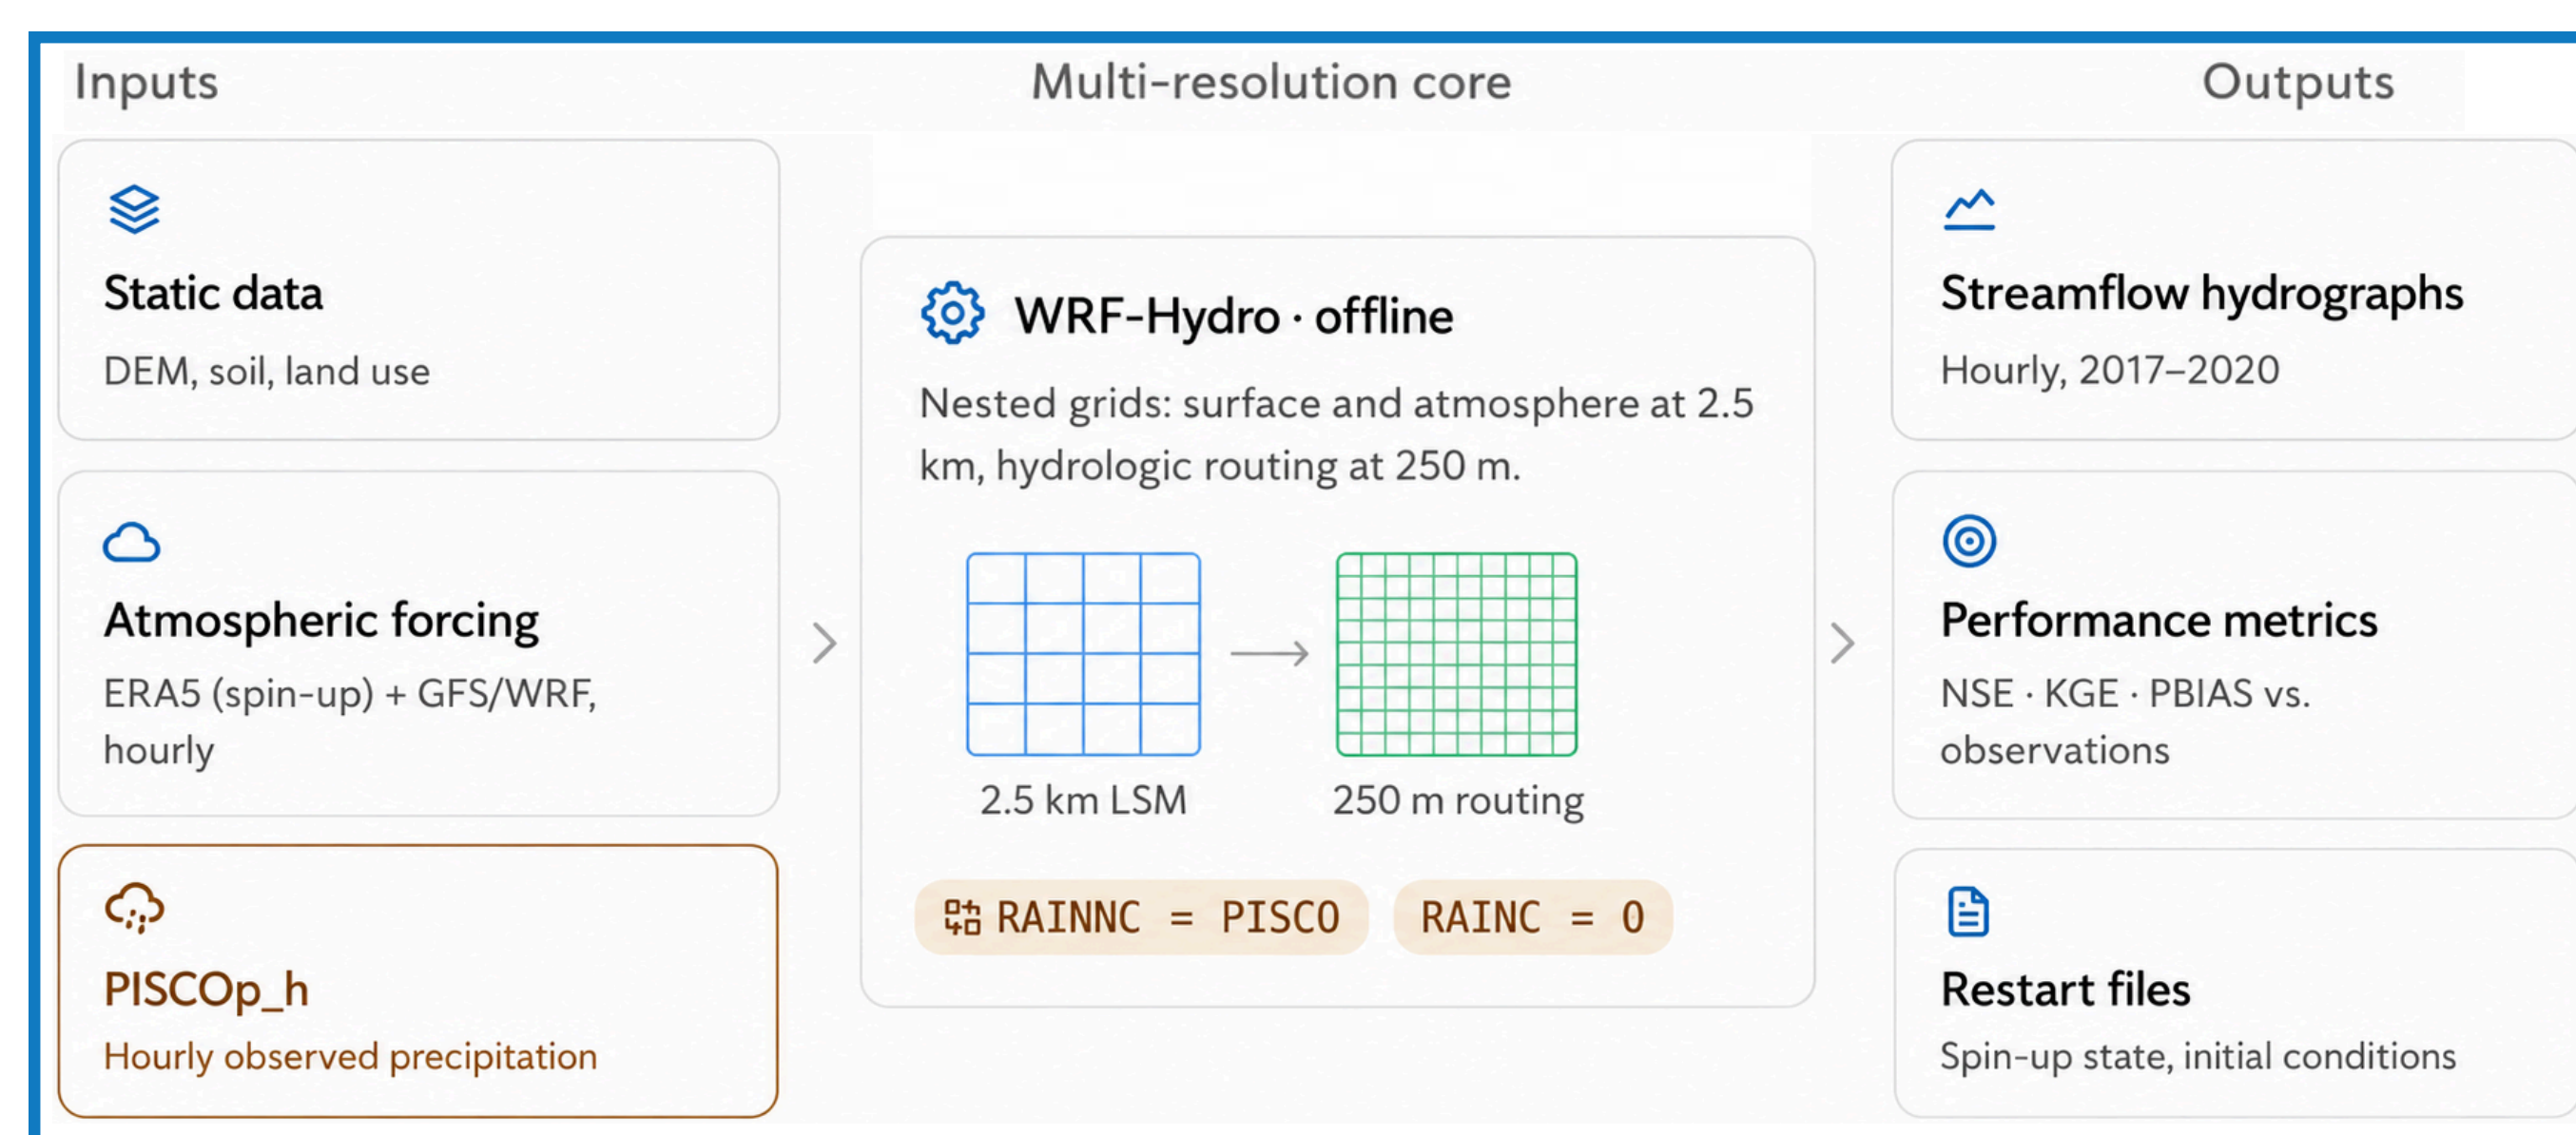 Inputs
Multi-resolution core
Outputs
Static data
DEM, soil, land use
Atmospheric forcing
ERA5 (spin-up) + GFS/WRF,
hourly
PISCOp_h
Hourly observed precipitation
WRF-Hydro · offline
Nested grids: surface and atmosphere at 2.5
km, hydrologic routing at 250 m.
2.5 km LSM
250 m routing
RAINNC = PISCO
RAINC = 0
Streamflow hydrographs
Hourly, 2017–2020
Performance metrics
NSE · KGE · PBIAS vs.
observations
Restart files
Spin-up state, initial conditions